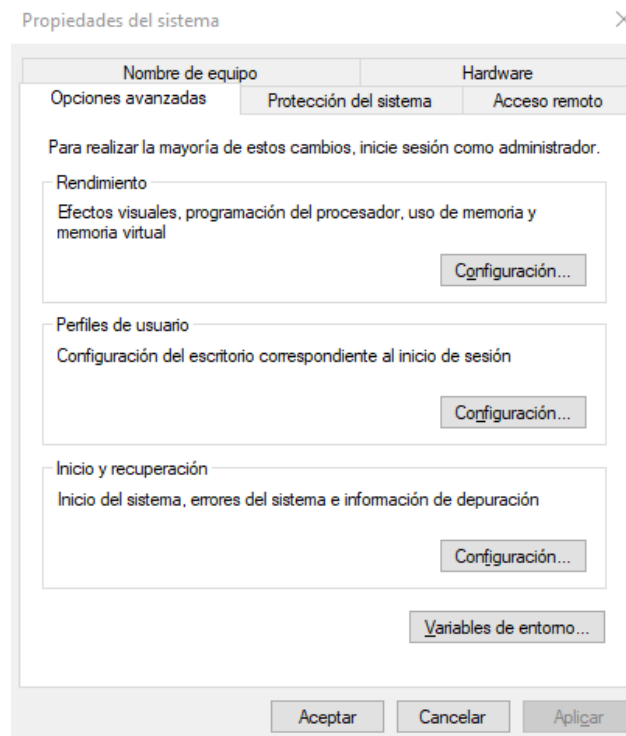 Propiedades del sistema
Nombre de equipo
Hardware
Opciones avanzadas
Protección del sistema
Acceso remoto
Para realizar la mayoría de estos cambios, inicie sesión como administrador.
Rendimiento
Efectos visuales, programación del procesador, uso de memoria y
memoria virtual
Configuración...
Perfiles de usuario
Configuración del escritorio correspondiente al inicio de sesión
Configuración...
Inicio y recuperación
Inicio del sistema, errores del sistema e información de depuración
Configuración...
Variables de entorno...
Aceptar
Cancelar
Aplicar